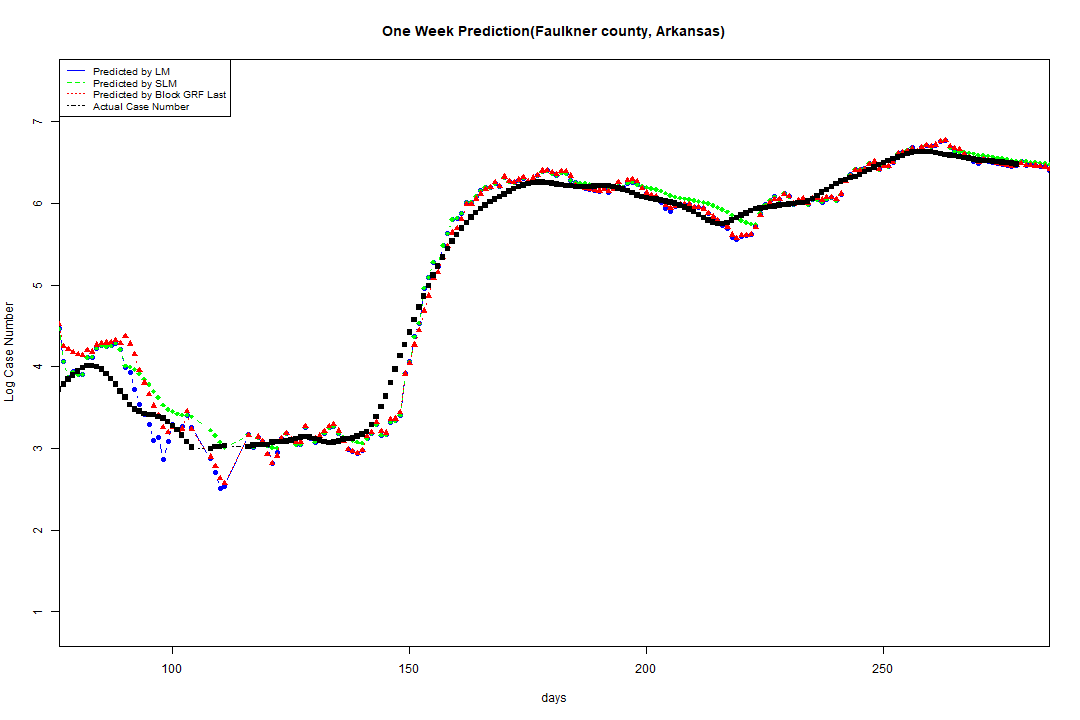 One Week Prediction(Faulkner county, Arkansas)
Predicted by LM
Predicted by SLM
Predicted by Block GRF Last
Actual Case Number
7
6
5
4
3
2
1
Log Case Number
100 150 200 250
days